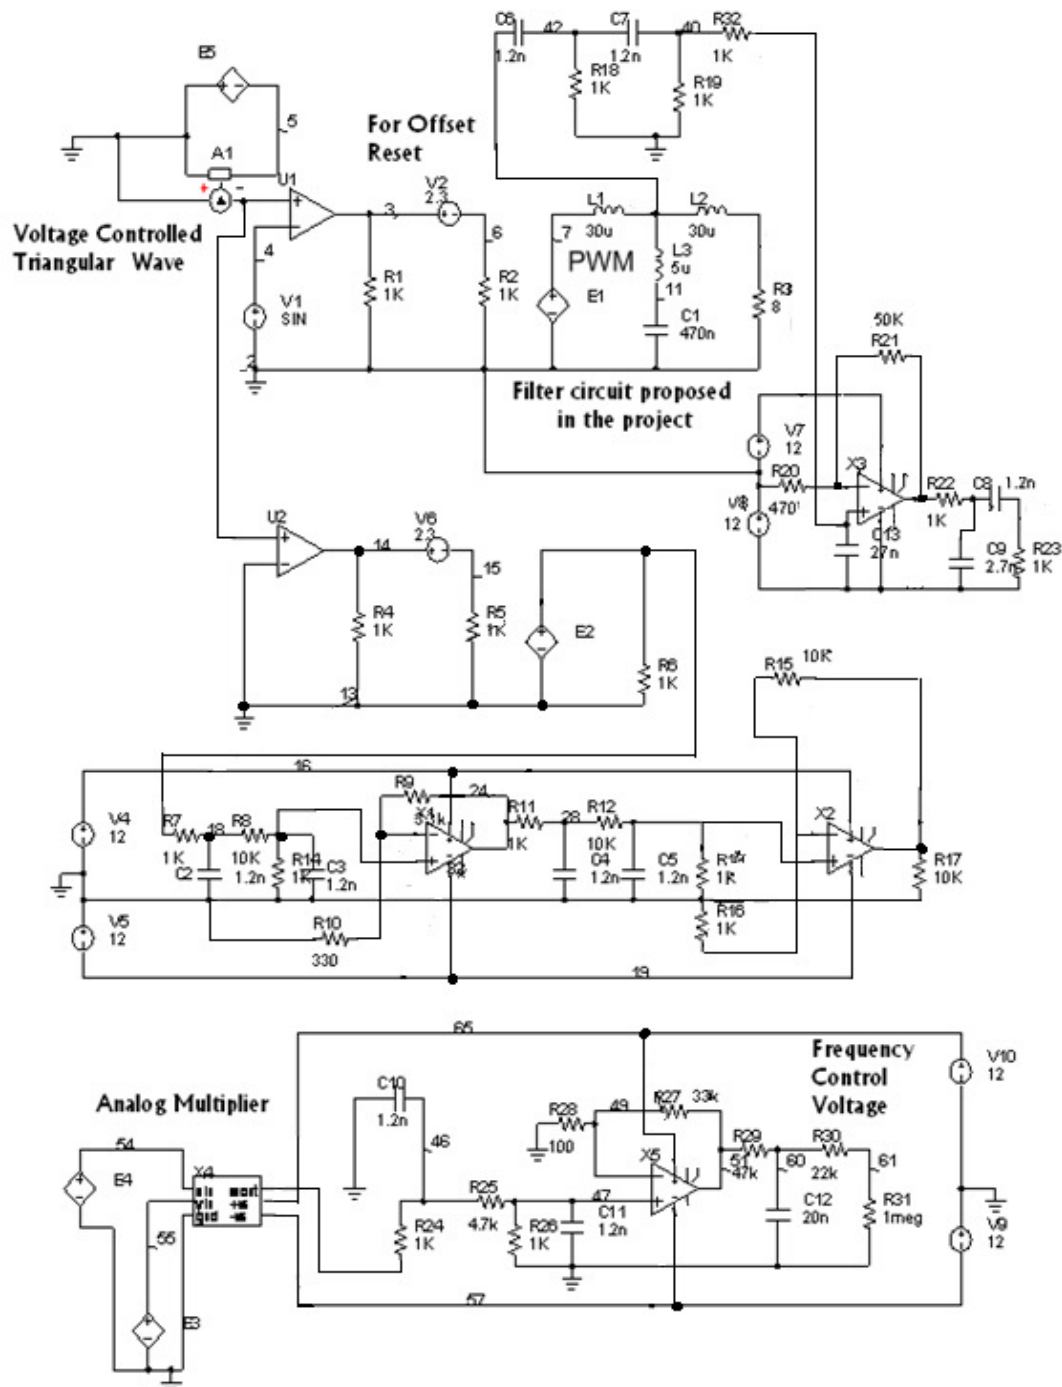 C6
1.2n
42
C7
1.2n
40
R32
1K
R18
1K
R19
1K
E5
5
A1
+
-
U1
For Offset
Reset
V2
2.3
3
6
4
Voltage Controlled
Triangular Wave
V1
SIN
2
R1
1K
R2
1K
L1
30u
L2
30u
7
PWM
L3
5u
11
E1
C1
470n
R3
8
Filter circuit proposed
in the project
50K
R21
V7
12
R20
470
X3
V8
12
R22
1K
C8
1.2n
C13
27n
C9
2.7n
R23
1K
U2
14
V6
2.3
15
R4
1K
R5
1K
E2
R6
1K
13
R15
10K
16
R9
24
V4
12
R7
1K
18
R8
10K
C2
1.2n
R14
1K
C3
1.2n
X1
R11
1K
28
R12
10K
C4
1.2n
C5
1.2n
1K
R16
1K
X2
R17
10K
V5
12
R10
330
19
65
Frequency
Control
Voltage
V10
12
Analog Multiplier
C10
1.2n
46
R28
100
49
R27
33k
X5
51
R29
47k
60
R30
22k
61
54
E4
X4
gnd
55
E3
R24
1K
R25
4.7k
R26
1K
47
C11
1.2n
C12
20n
R31
1meg
V9
12
57